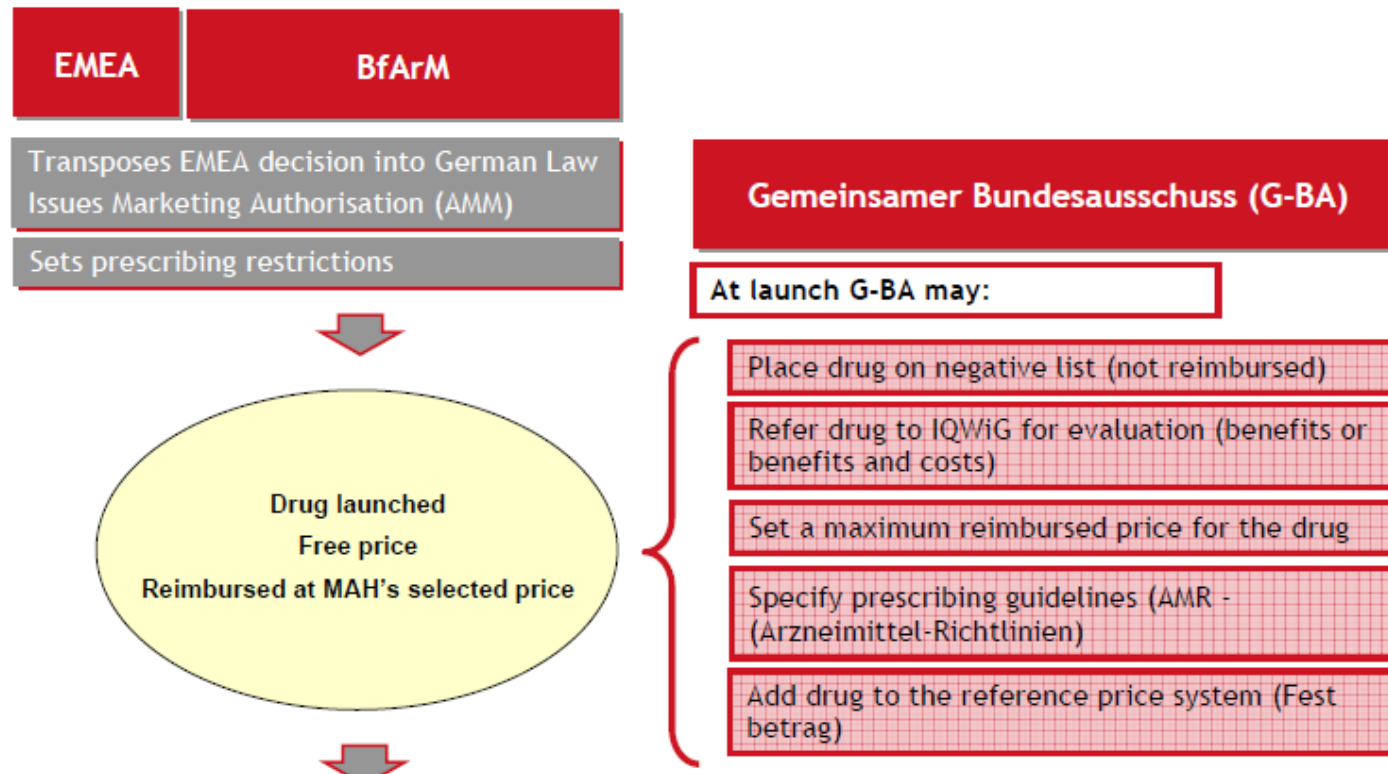 EMEA
BfArM
Transposes EMEA decision into German Law
Issues Marketing Authorisation (AMM)
Sets prescribing restrictions
Drug launched
Free price
Reimbursed at MAH's selected price
Gemeinsamer Bundesausschuss (G-BA)
At launch G-BA may:
Place drug on negative list (not reimbursed)
Refer drug to IQWiG for evaluation (benefits or
benefits and costs)
Set a maximum reimbursed price for the drug
Specify prescribing guidelines (AMR -
(Arzneimittel-Richtlinien)
Add drug to the reference price system (Fest
betrag)